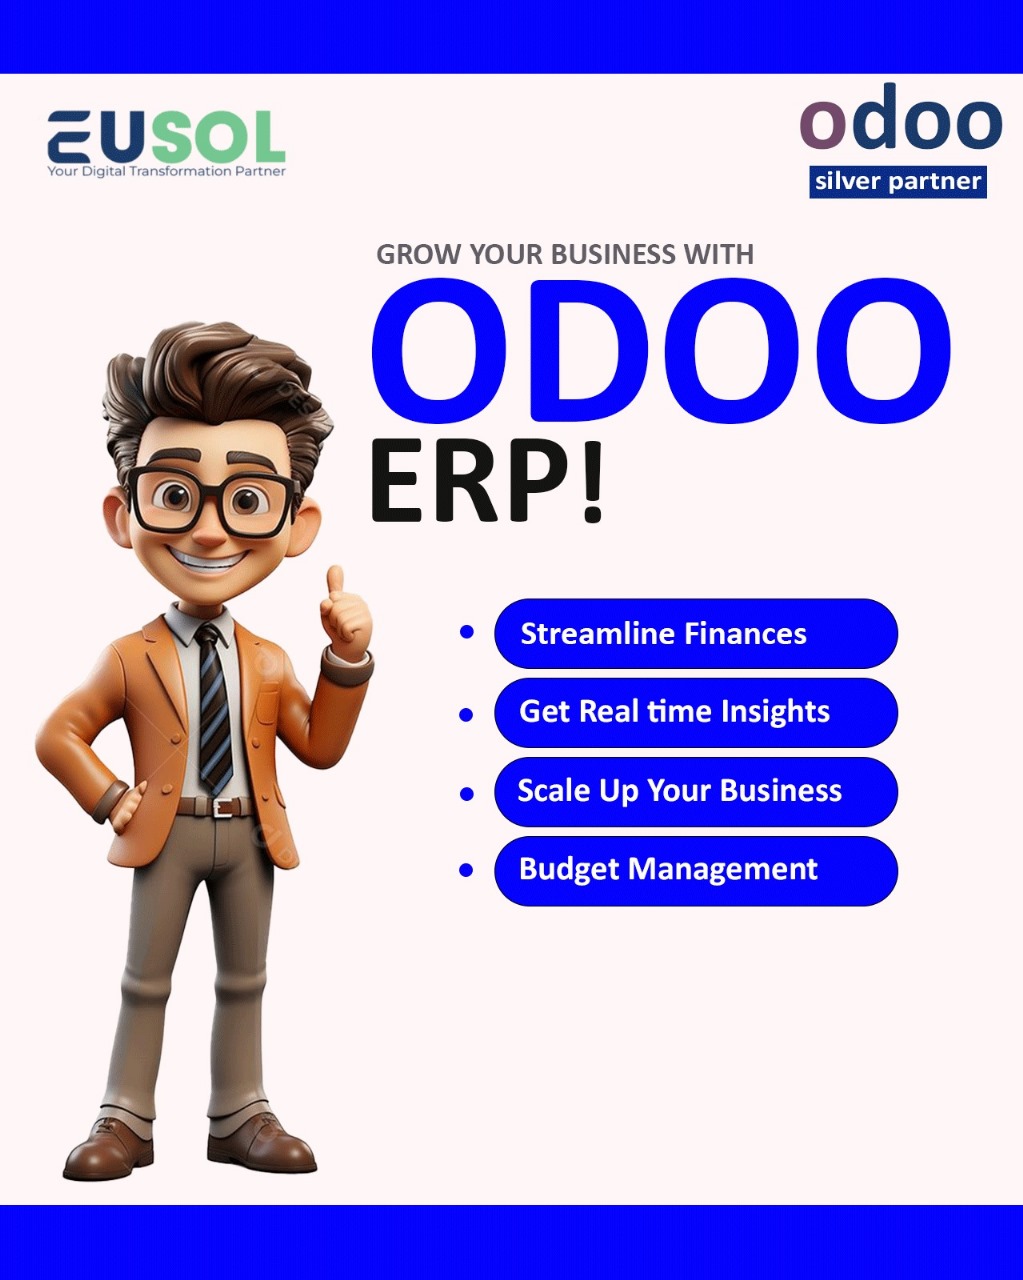 EUSOL
Your Digital Transformation Partner
odoo
silver partner
GROW YOUR BUSINESS WITH
ODOO
ERP!
Streamline Finances
Get Real time Insights
Scale Up Your Business
Budget Management